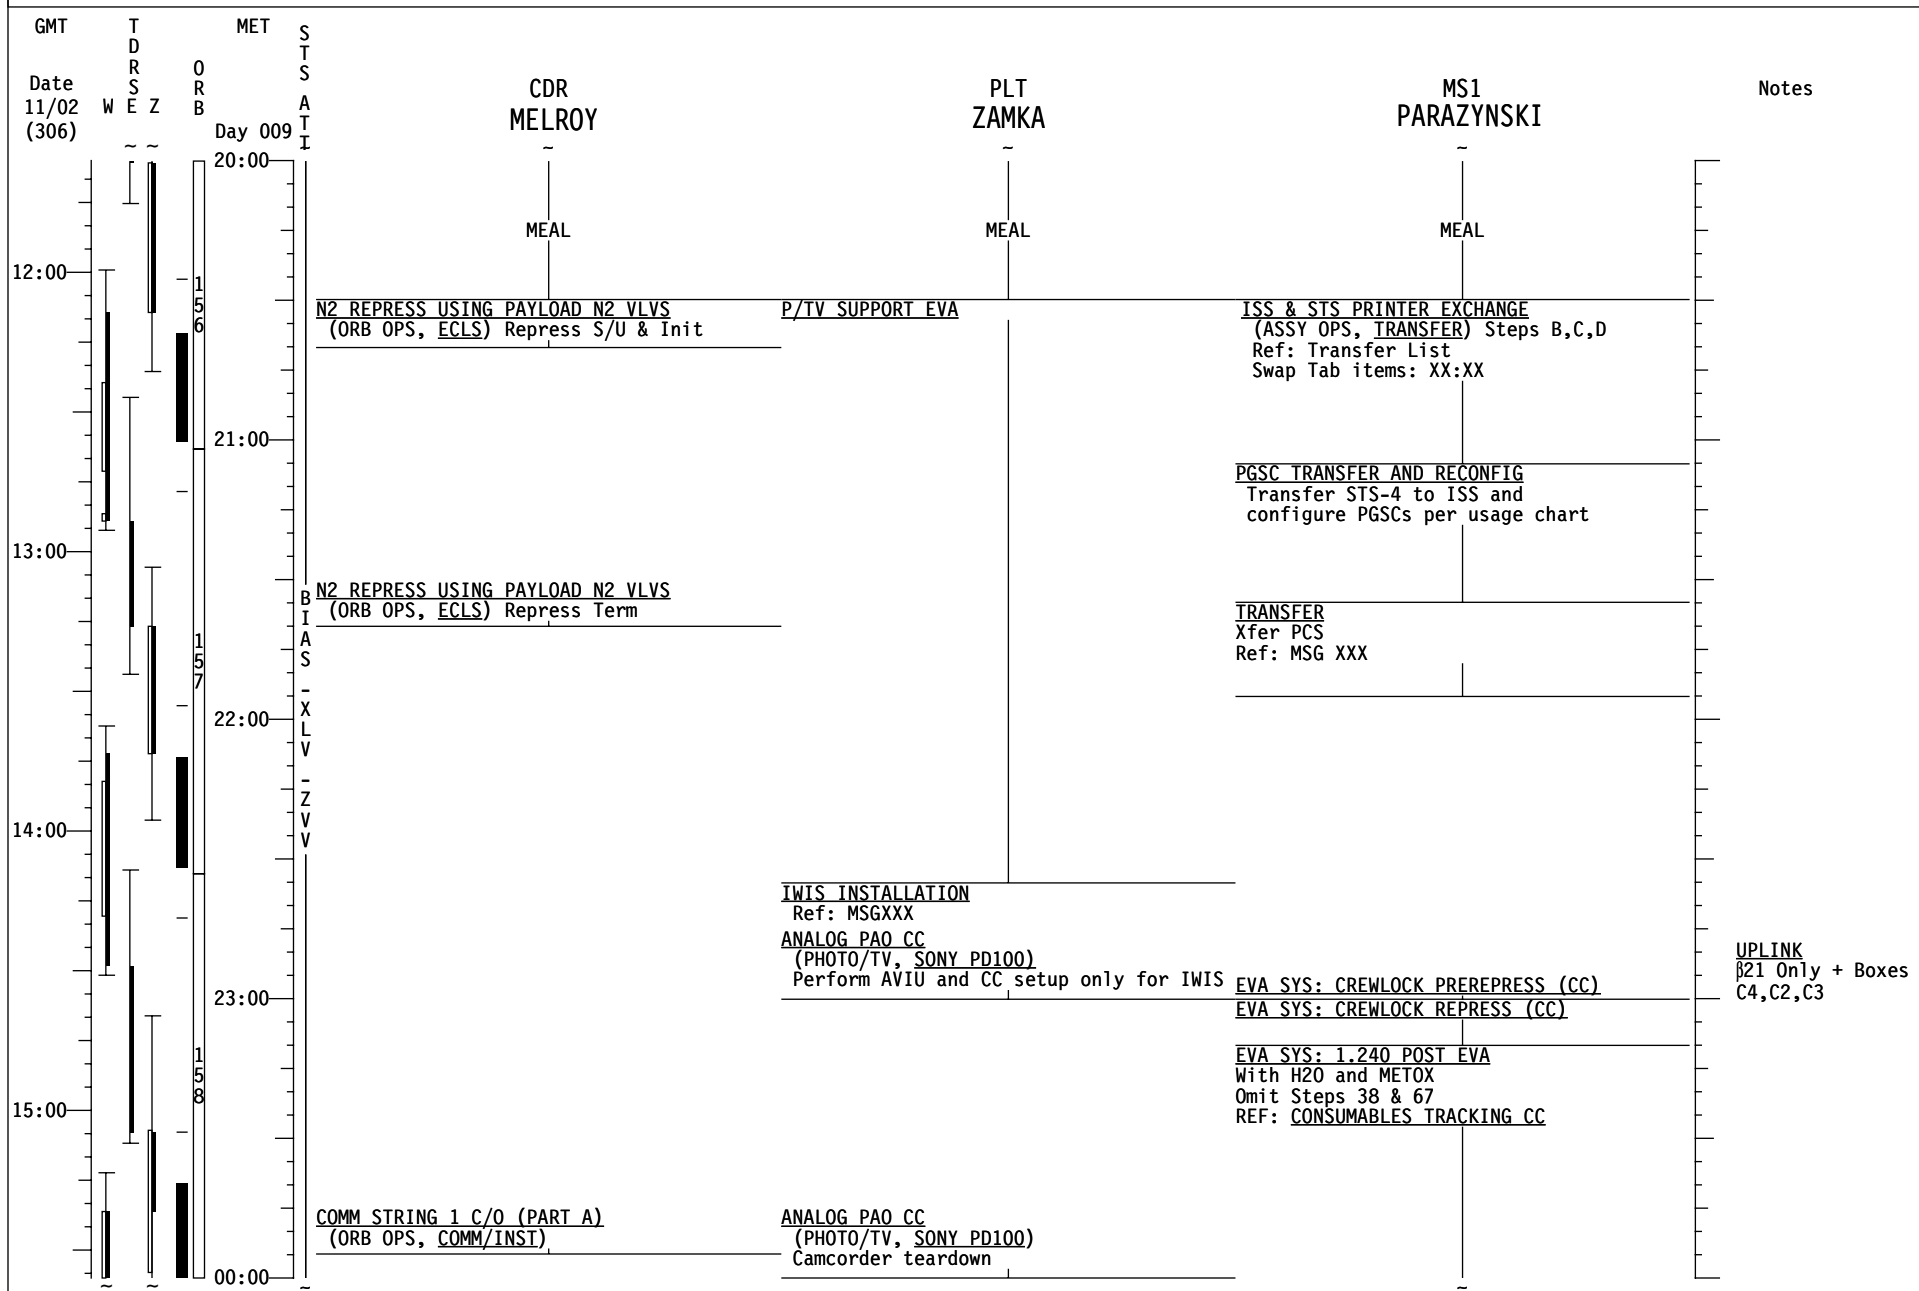 GMT
TDRS
MET
STS ATT
Date
11/02
(306)
W E Z
ORB
Day 009
CDR
MELROY
PLT
ZAMKA
MS1
PARAZYNSKI
Notes
~ ~ ~ ~ ~ ~
20:00
MEAL
MEAL
MEAL
12:00
156
N2 REPRESS USING PAYLOAD N2 VLVS
(ORB OPS, ECLS) Repress S/U & Init
P/TV SUPPORT EVA
ISS & STS PRINTER EXCHANGE
(ASSY OPS, TRANSFER) Steps B,C,D
Ref: Transfer List
Swap Tab items: XX:XX
21:00
PGSC TRANSFER AND RECONFIG
Transfer STS-4 to ISS and
configure PGSCs per usage chart
13:00
N2 REPRESS USING PAYLOAD N2 VLVS
(ORB OPS, ECLS) Repress Term
BIAS -XLV -ZVV
157
TRANSFER
Xfer PCS
Ref: MSG XXX
22:00
14:00
IWIS INSTALLATION
Ref: MSGXXX
ANALOG PAO CC
(PHOTO/TV, SONY PD100)
Perform AVIU and CC setup only for IWIS
EVA SYS: CREWLOCK PREREPRESS (CC)
UPLINK
β21 Only + Boxes
C4,C2,C3
23:00
EVA SYS: CREWLOCK REPRESS (CC)
158
EVA SYS: 1.240 POST EVA
With H2O and METOX
Omit Steps 38 & 67
REF: CONSUMABLES TRACKING CC
15:00
COMM STRING 1 C/O (PART A)
(ORB OPS, COMM/INST)
ANALOG PAO CC
(PHOTO/TV, SONY PD100)
Camcorder teardown
00:00
~ ~ ~ ~